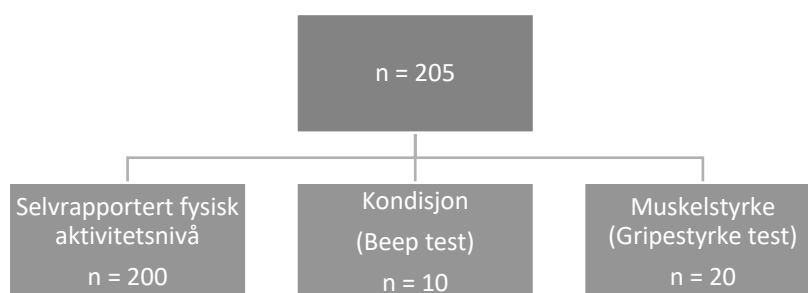 n = 205
Selvrapportert fysisk
aktivitetsnivå
n = 200
Kondisjon
(Beep test)
n = 10
Muskelstyrke
(Gripestyrke test)
n = 20